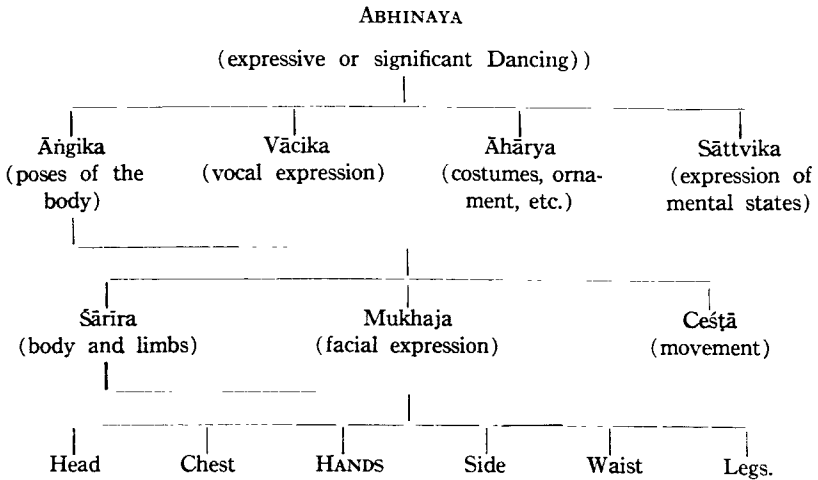 ABHINAYA
(expressive or significant Dancing))
Āṅgika
(poses of the
body)
Vācika
(vocal expression)
Āhārya
(costumes, orna-
ment, etc.)
Sāttvika
(expression of
mental states)
Śārīra
(body and limbs)
Mukhaja
(facial expression)
Ceśṭā
(movement)
Head Chest HANDS Side Waist Legs.